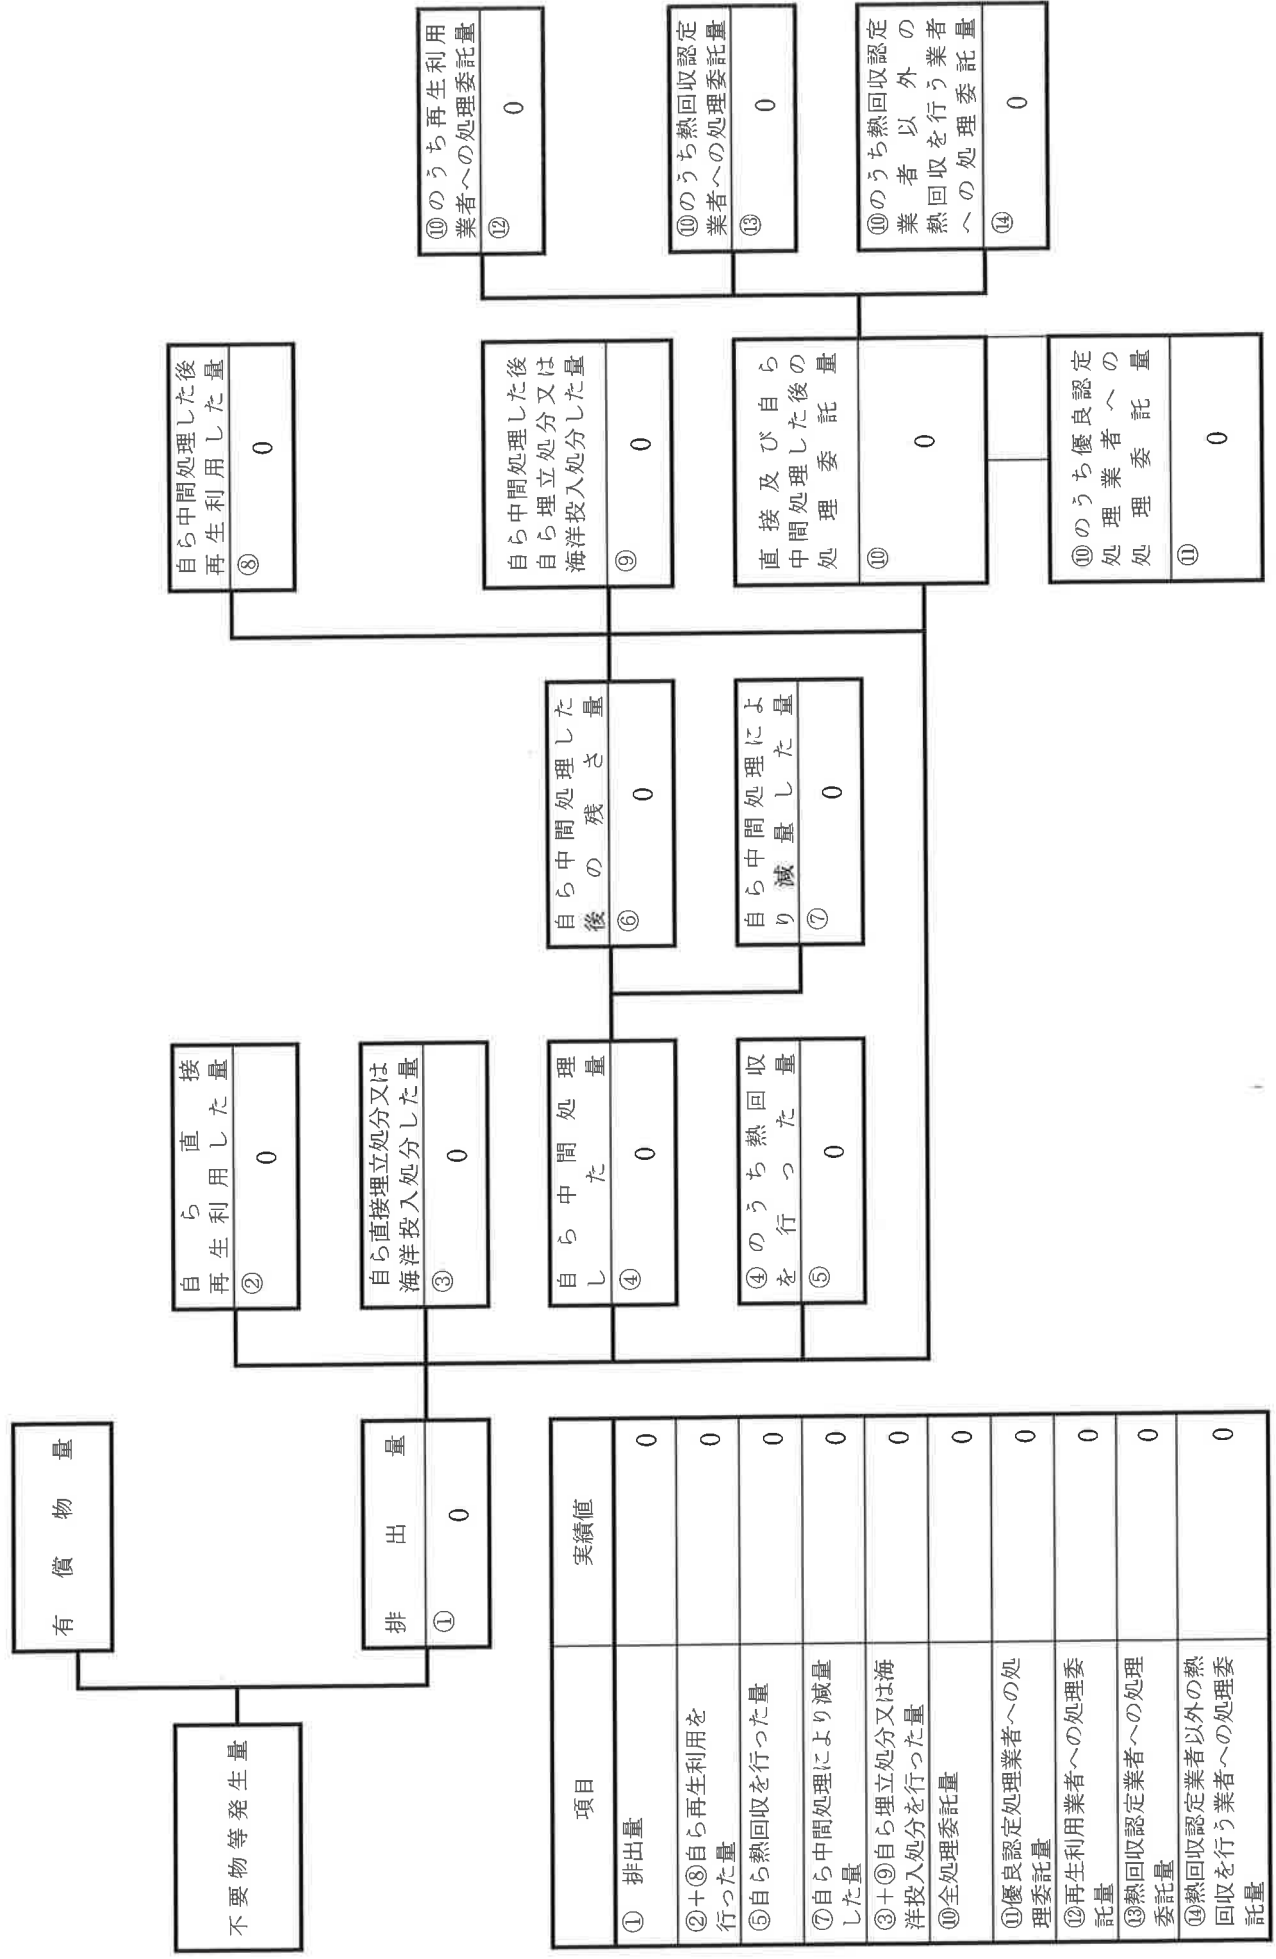 有償物量
不要物等発生量
排出量
①
0
自ら直接
再生利用した量
②
0
自ら直接埋立処分又は
海洋投入処分した量
③
0
自ら中間処理
した量
④
0
④のうち熱回収
を行った量
⑤
0
自ら中間処理した
後の残さ量
⑥
0
自ら中間処理によ
り減量した量
⑦
0
自ら中間処理した後
再生利用した量
⑧
0
自ら中間処理した後
自ら埋立処分又は
海洋投入処分した量
⑨
0
直接及び自ら
中間処理した後の
処理委託量
⑩
0
⑩のうち優良認定
処理業者への
処理委託量
⑪
0
⑩のうち再生利用
業者への処理委託量
⑫
0
⑩のうち熱回収認定
業者への処理委託量
⑬
0
⑩のうち熱回収認定
業者以外の
熱回収を行う業者
への処理委託量
⑭
0
項目 実績値
① 排出量 0
②+⑧自ら再生利用を
行った量 0
⑤自ら熱回収を行った量 0
⑦自ら中間処理により減量
した量 0
③+⑨自ら埋立処分又は海
洋投入処分を行った量 0
⑩全処理委託量 0
⑪優良認定処理業者への処
理委託量 0
⑫再生利用業者への処理委
託量 0
⑬熱回収認定業者への処理
委託量 0
⑭熱回収認定業者以外の熱
回収を行う業者への処理委
託量 0